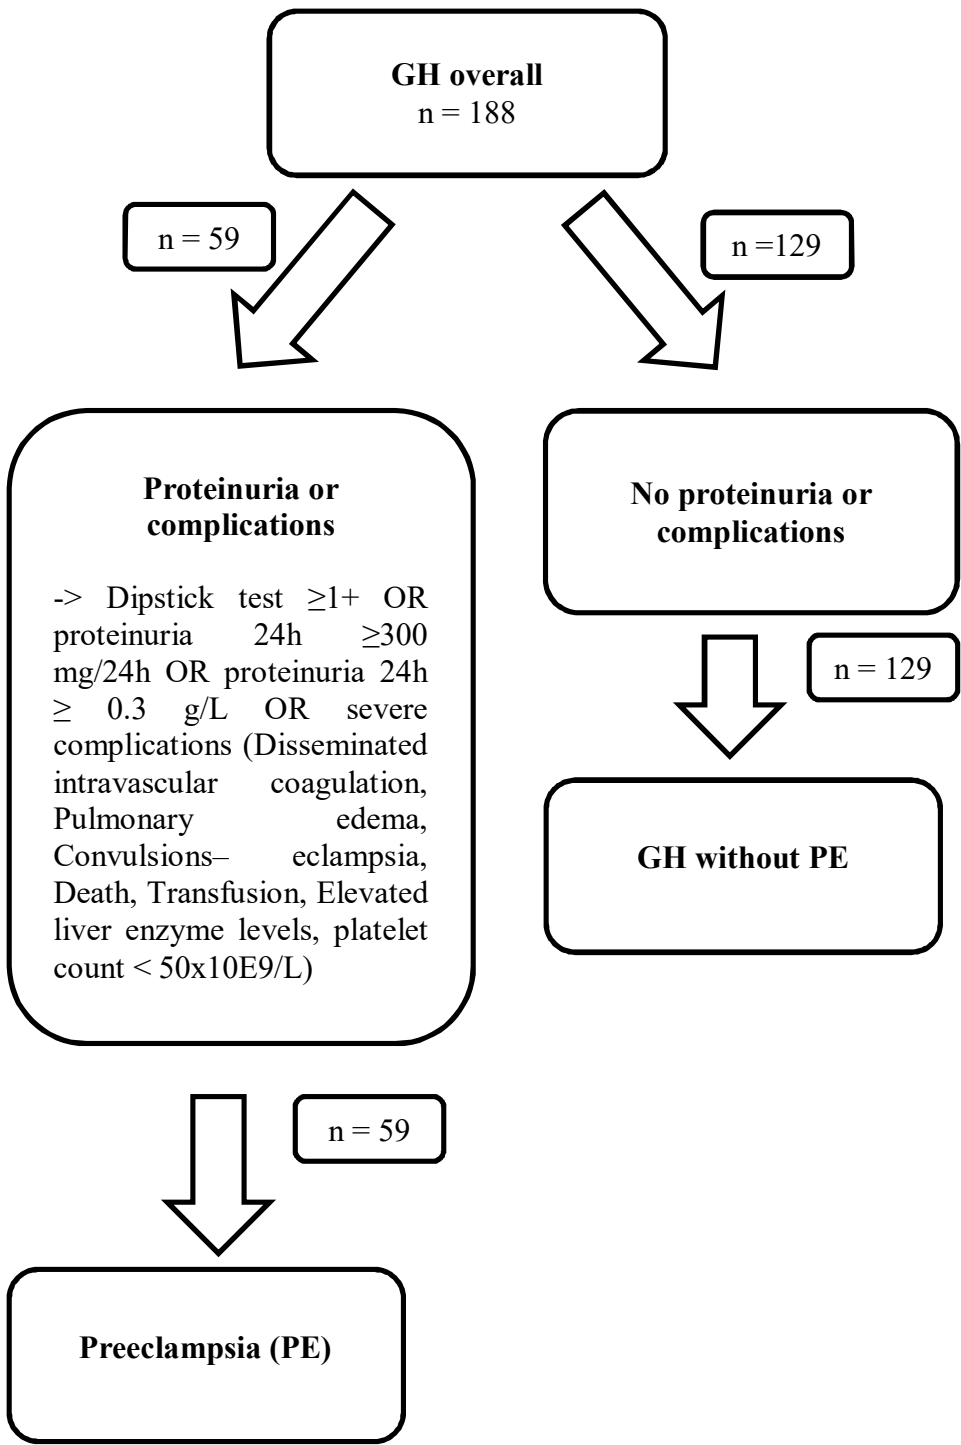 GH overall
n = 188
n = 59
n =129
Proteinuria or
complications
-> Dipstick test ≥1+ OR
proteinuria 24h ≥300
mg/24h OR proteinuria 24h
≥ 0.3 g/L OR severe
complications (Disseminated
intravascular coagulation,
Pulmonary edema,
Convulsions– eclampsia,
Death, Transfusion, Elevated
liver enzyme levels, platelet
count < 50x10E9/L)
No proteinuria or
complications
n = 129
GH without PE
n = 59
Preeclampsia (PE)